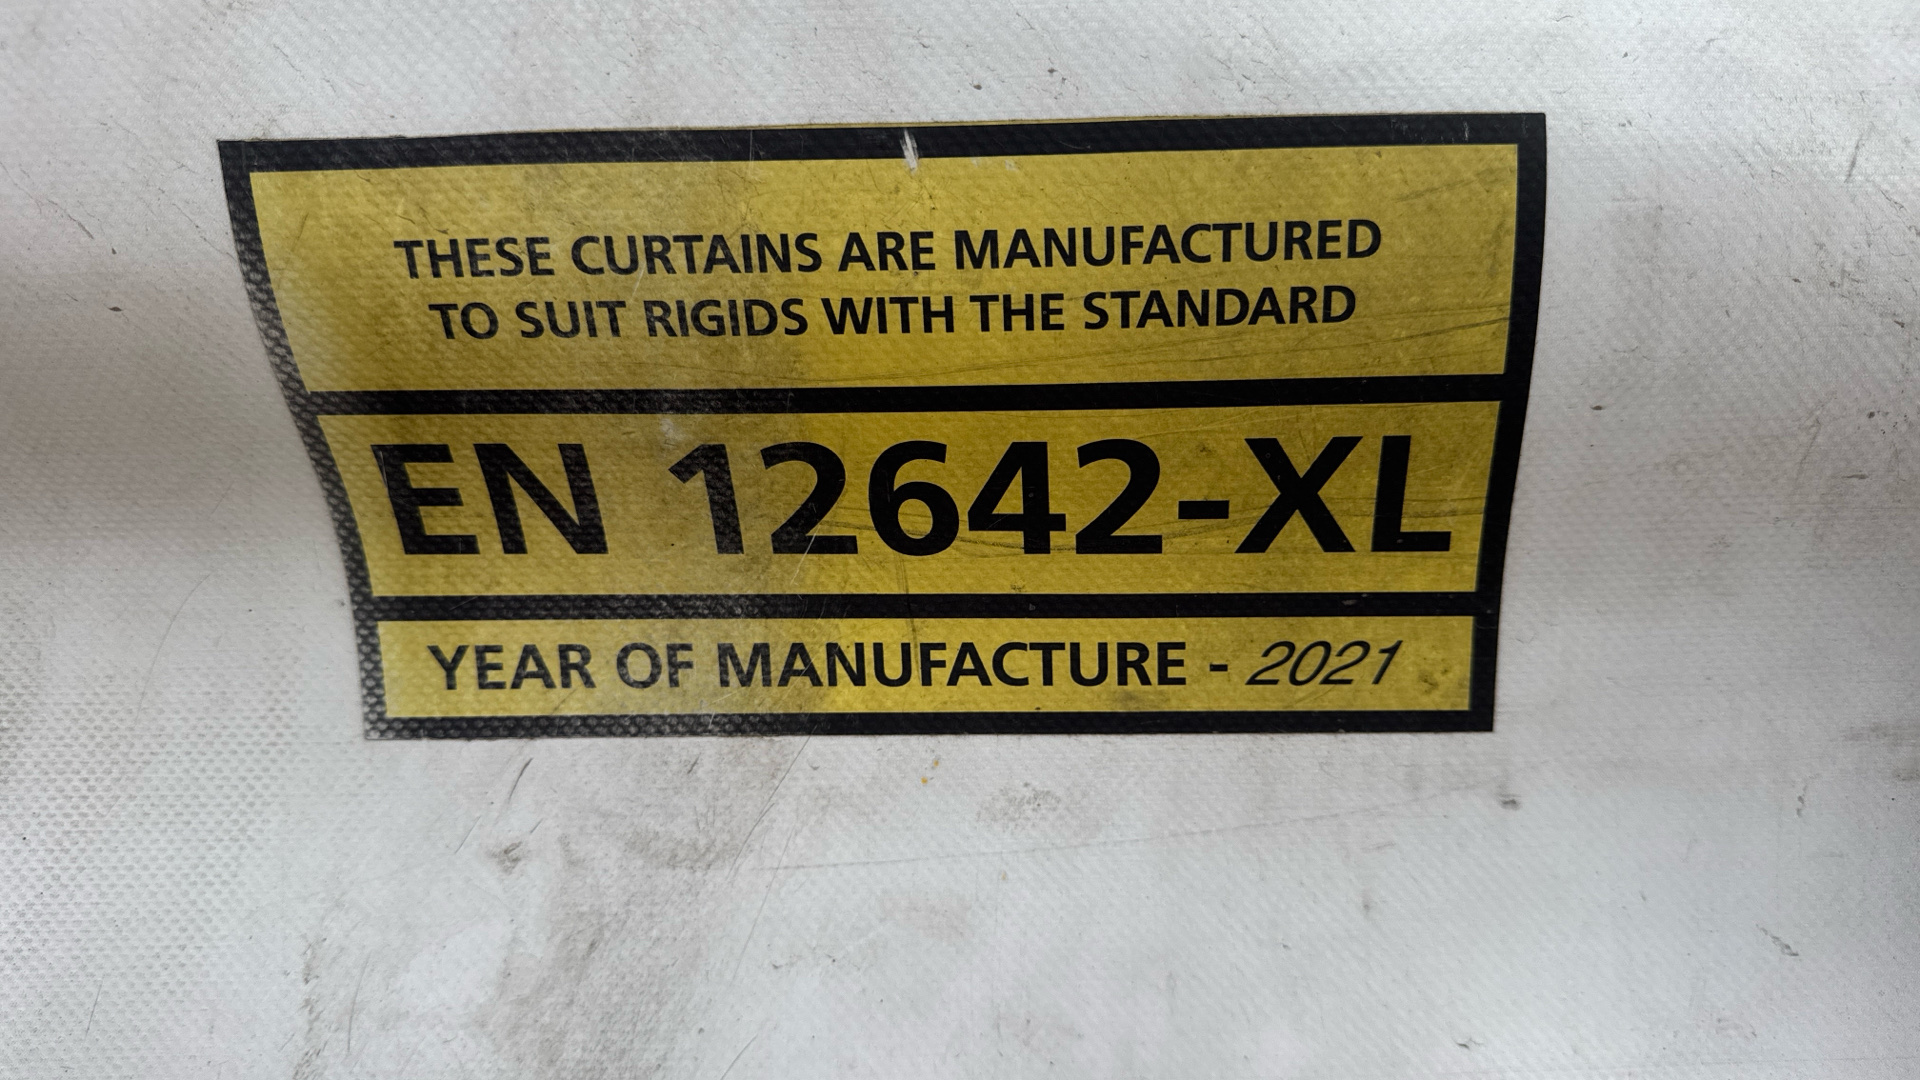 THESE CURTAINS ARE MANUFACTURED
TO SUIT RIGIDS WITH THE STANDARD
EN 12642-XL
YEAR OF MANUFACTURE - 2021